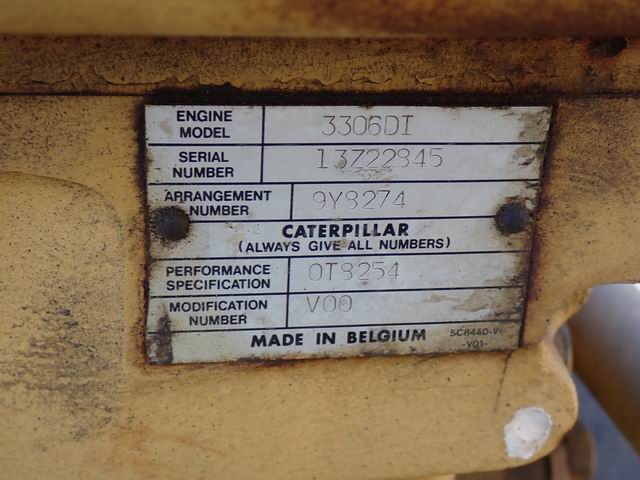 ENGINE MODEL 3306DI
SERIAL NUMBER 13Z22845
ARRANGEMENT NUMBER 9Y8274
CATERPILLAR
(ALWAYS GIVE ALL NUMBERS)
PERFORMANCE SPECIFICATION 0T8254
MODIFICATION NUMBER V00
MADE IN BELGIUM
-V01-